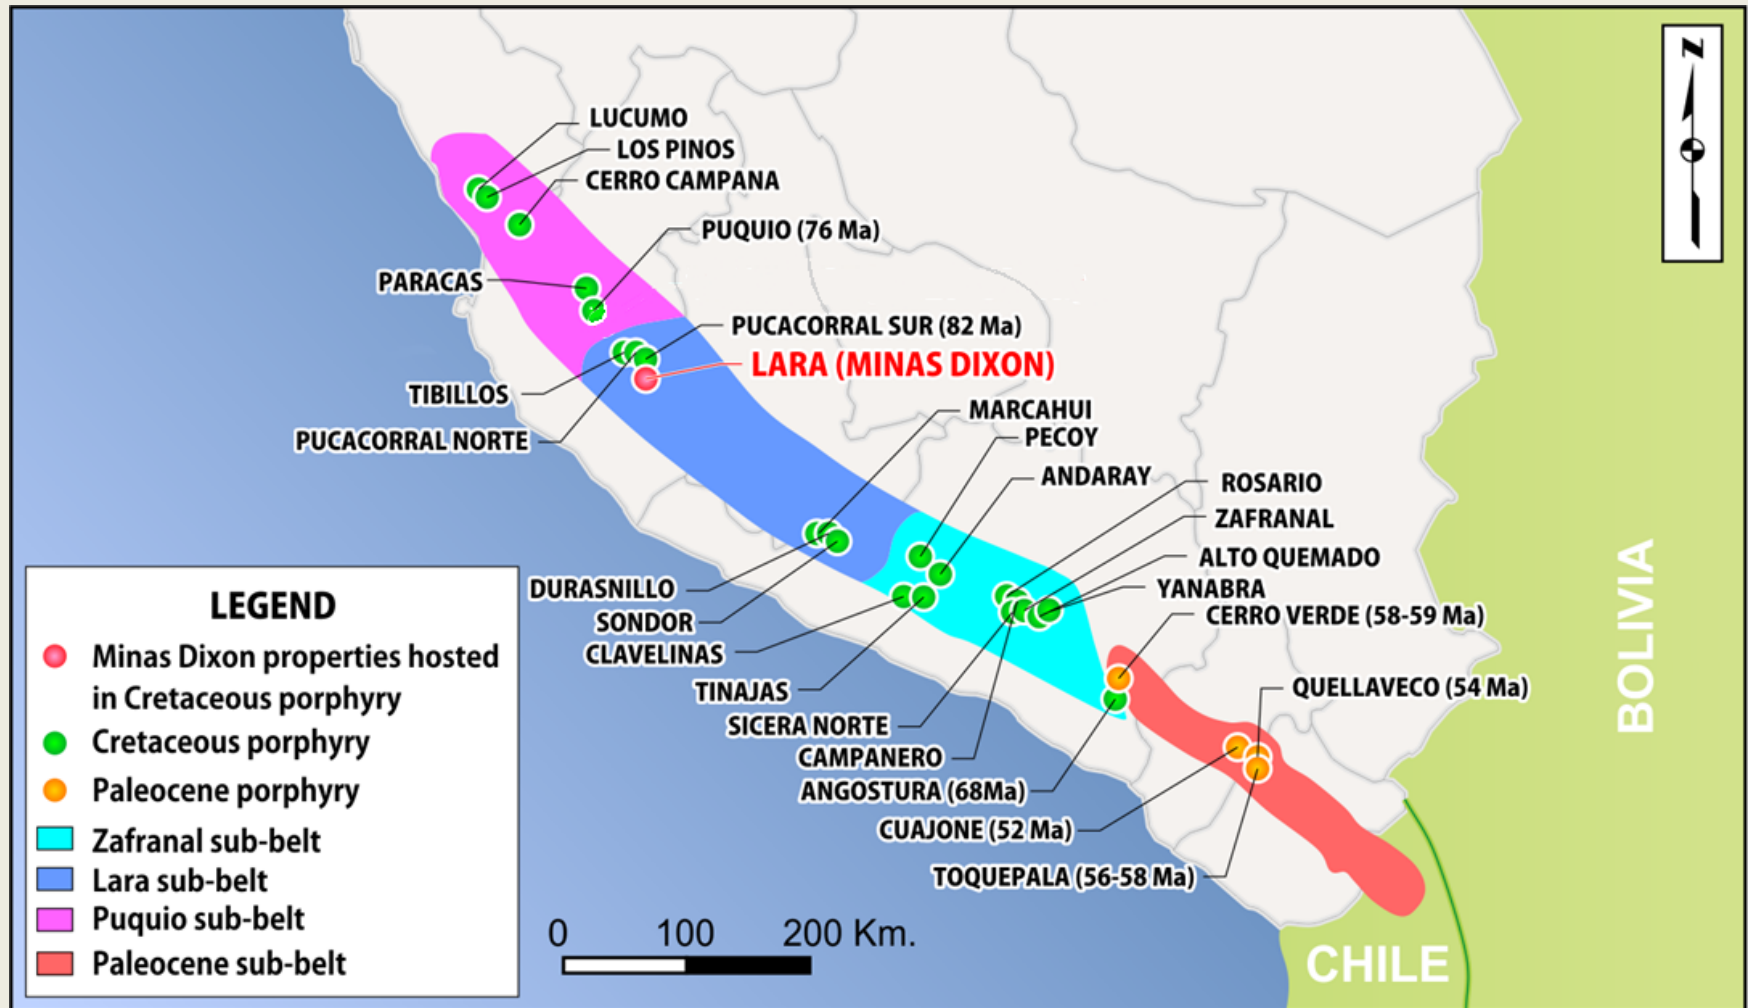 N
LUCUMO
LOS PINOS
CERRO CAMPANA
PUQUIO (76 Ma)
PARACAS
PUCACORRAL SUR (82 Ma)
LARA (MINAS DIXON)
TIBILLOS
MARCAHUI
PUCACORRAL NORTE
PECOY
ANDARAY
ROSARIO
ZAFRANAL
ALTO QUEMADO
DURASNILLO
YANABRA
SONDOR
CERRO VERDE (58-59 Ma)
CLAVELINAS
TINAJAS
QUELLAVECO (54 Ma)
SICERA NORTE
CAMPANERO
ANGOSTURA (68Ma)
CUAJONE (52 Ma)
TOQUEPALA (56-58 Ma)
BOLIVIA
CHILE
LEGEND
Minas Dixon properties hosted
in Cretaceous porphyry
Cretaceous porphyry
Paleocene porphyry
Zafranal sub-belt
Lara sub-belt
Puquio sub-belt
Paleocene sub-belt
0 100 200 Km.